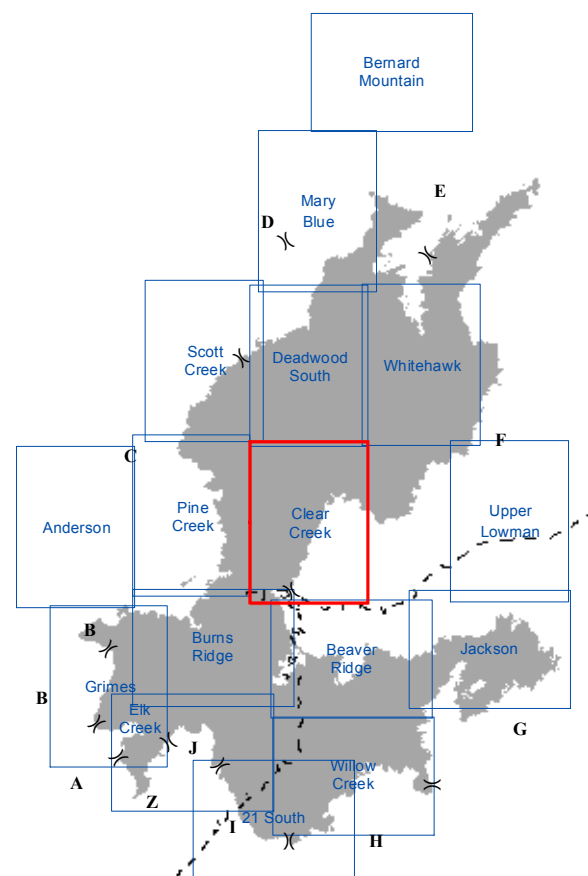 Bernard
Mountain
E
Mary
Blue
D
Scott
Creek
Deadwood
South
Whitehawk
F
C
Pine
Creek
Clear
Creek
Upper
Lowman
Anderson
B
Burns
Ridge
Beaver
Ridge
Jackson
B
Grimes
Elk
Creek
G
J
A
Z
Willow
Creek
I
21 South
H